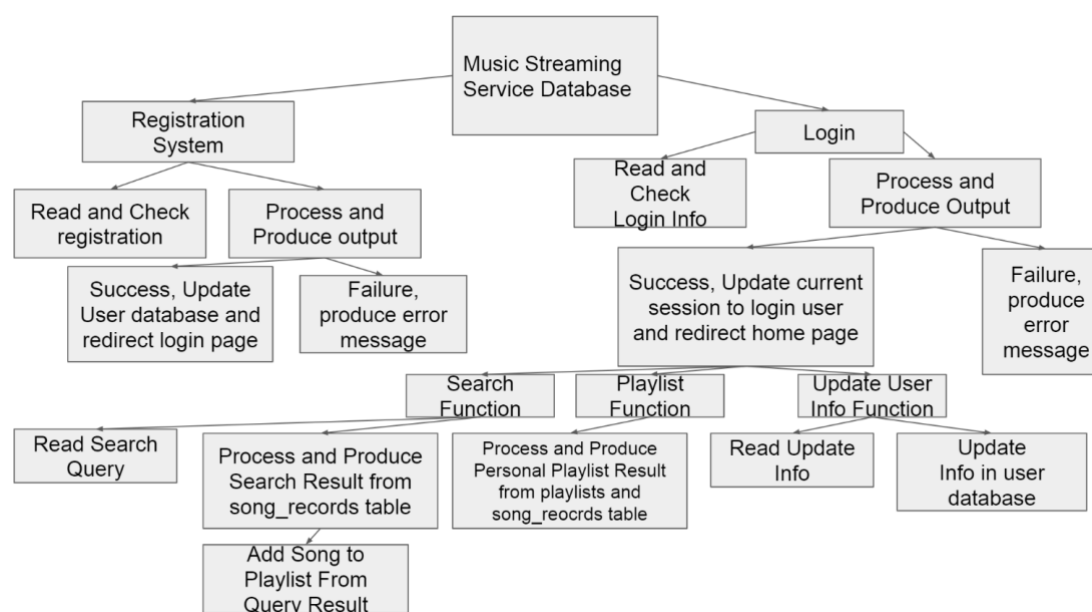 Music Streaming
Service Database
Registration
System
Login
Read and Check
registration
Process and
Produce output
Read and
Check
Login Info
Process and
Produce Output
Success, Update
User database and
redirect login page
Failure,
produce error
message
Success, Update current
session to login user
and redirect home page
Failure,
produce
error
message
Search
Function
Playlist
Function
Update User
Info Function
Read Search
Query
Process and Produce
Search Result from
song_records table
Process and Produce
Personal Playlist Result
from playlists and
song_reocrds table
Read Update
Info
Update
Info in user
database
Add Song to
Playlist From
Query Result